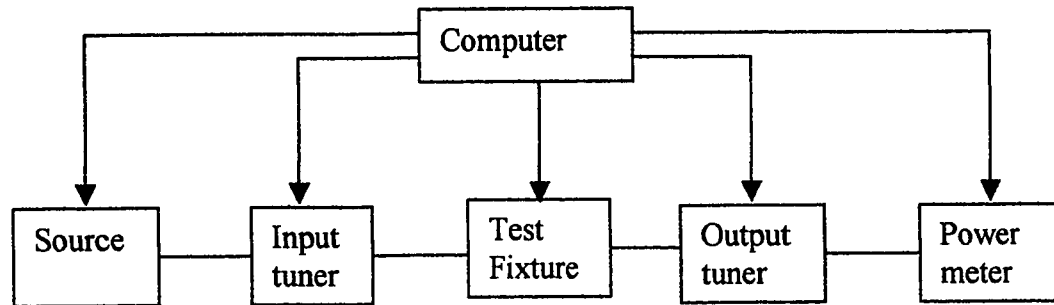 Computer
Source
Input
tuner
Test
Fixture
Output
tuner
Power
meter